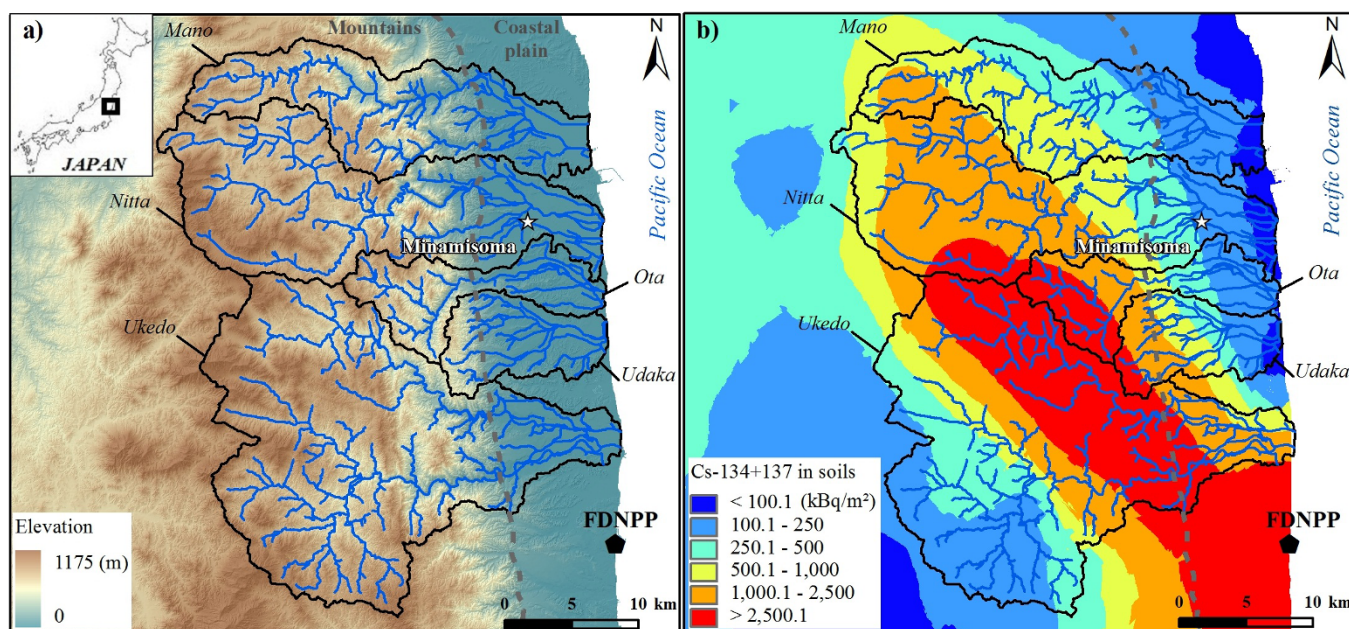 a)
Mano
Mountains
Coastal
plain
N
JAPAN
Pacific Ocean
Nitta
Minamisoma
Ota
Ukedo
Udaka
FDNPP
Elevation
1175 (m)
0
0 5 10 km
b)
Mano
N
Pacific Ocean
Nitta
Minamisoma
Ota
Ukedo
Udaka
Cs-134+137 in soils
< 100.1 (kBq/m²)
100.1 - 250
250.1 - 500
500.1 - 1,000
1,000.1 - 2,500
> 2,500.1
FDNPP
0 5 10 km